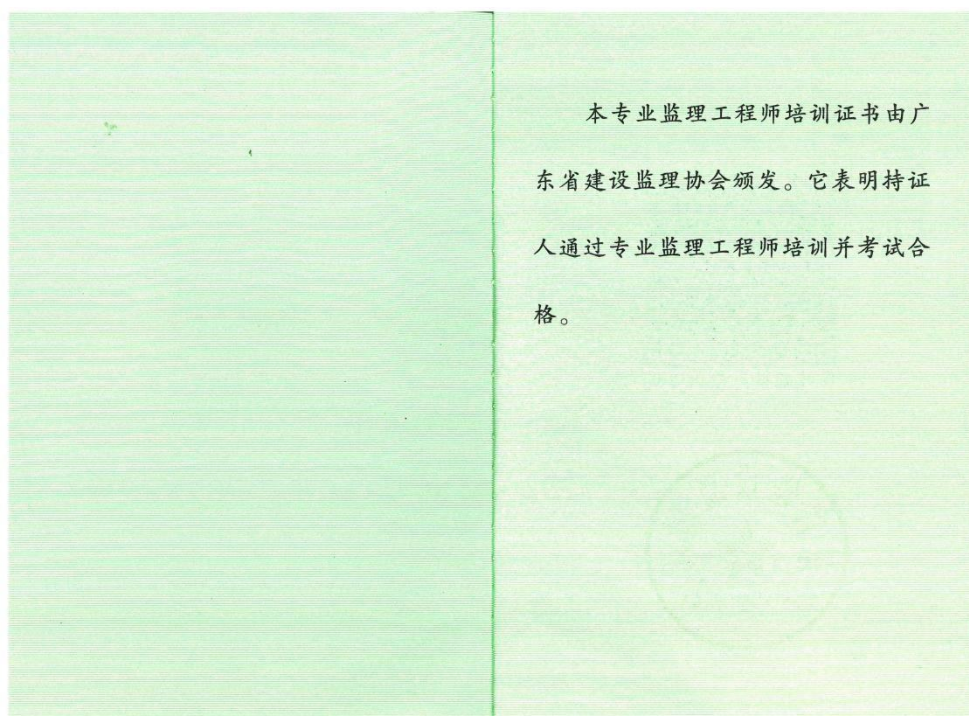 本专业监理工程师培训证书由广
东省建设监理协会颁发。它表明持证
人通过专业监理工程师培训并考试合
格。